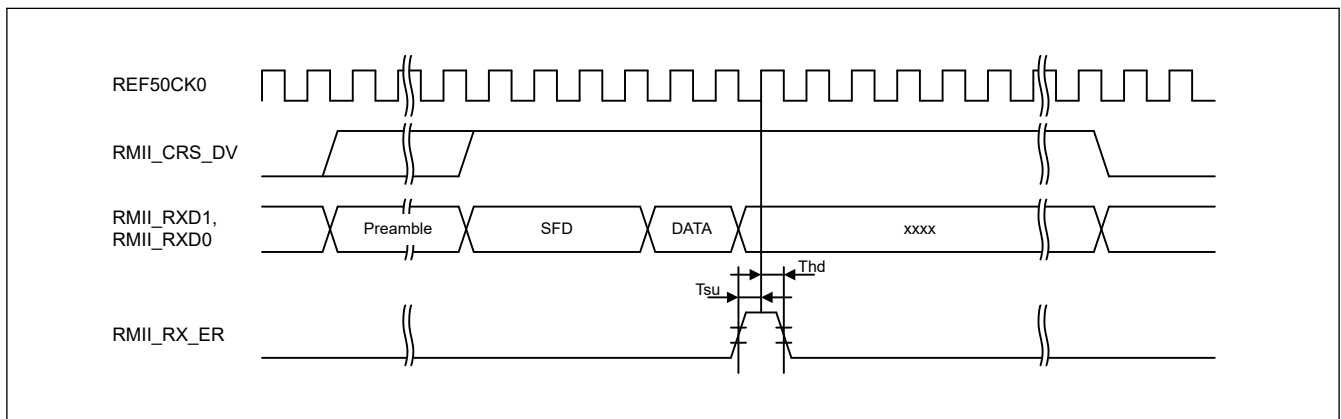 REF50CK0
RMII_CRS_DV
RMII_RXD1,
RMII_RXD0
Preamble
SFD
DATA
xxxx
Thd
Tsu
RMII_RX_ER